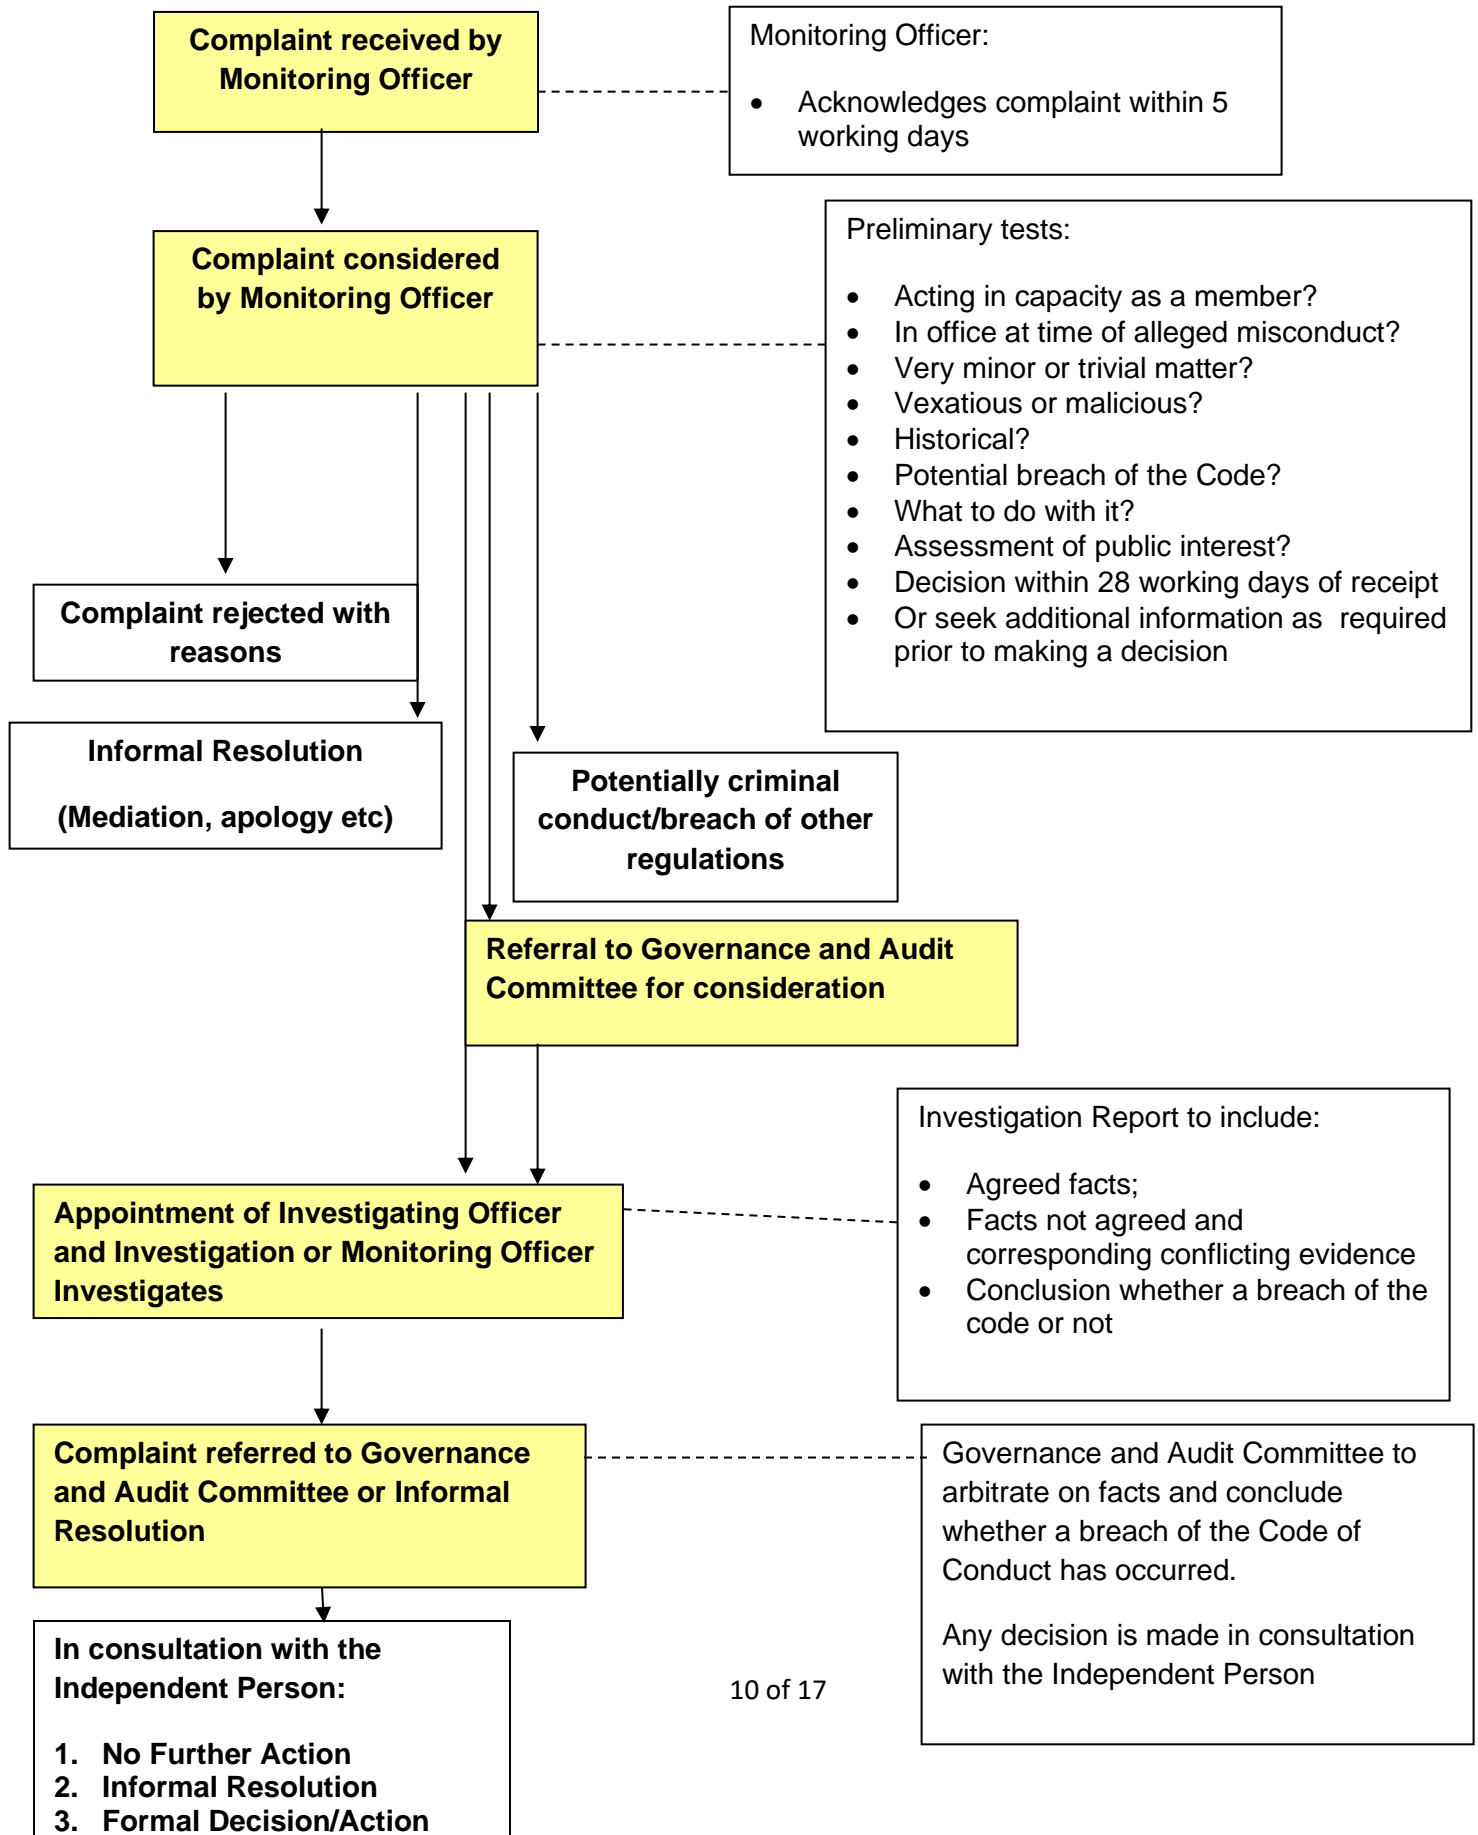 Complaint received by
Monitoring Officer
Monitoring Officer:
• Acknowledges complaint within 5
working days
Complaint considered
by Monitoring Officer
Preliminary tests:
• Acting in capacity as a member?
• In office at time of alleged misconduct?
• Very minor or trivial matter?
• Vexatious or malicious?
• Historical?
• Potential breach of the Code?
• What to do with it?
• Assessment of public interest?
• Decision within 28 working days of receipt
• Or seek additional information as required
prior to making a decision
Complaint rejected with
reasons
Informal Resolution
(Mediation, apology etc)
Potentially criminal
conduct/breach of other
regulations
Referral to Governance and Audit
Committee for consideration
Appointment of Investigating Officer
and Investigation or Monitoring Officer
Investigates
Investigation Report to include:
• Agreed facts;
• Facts not agreed and
corresponding conflicting evidence
• Conclusion whether a breach of the
code or not
Complaint referred to Governance
and Audit Committee or Informal
Resolution
Governance and Audit Committee to
arbitrate on facts and conclude
whether a breach of the Code of
Conduct has occurred.
Any decision is made in consultation
with the Independent Person
In consultation with the
Independent Person:
1. No Further Action
2. Informal Resolution
3. Formal Decision/Action
10 of 17